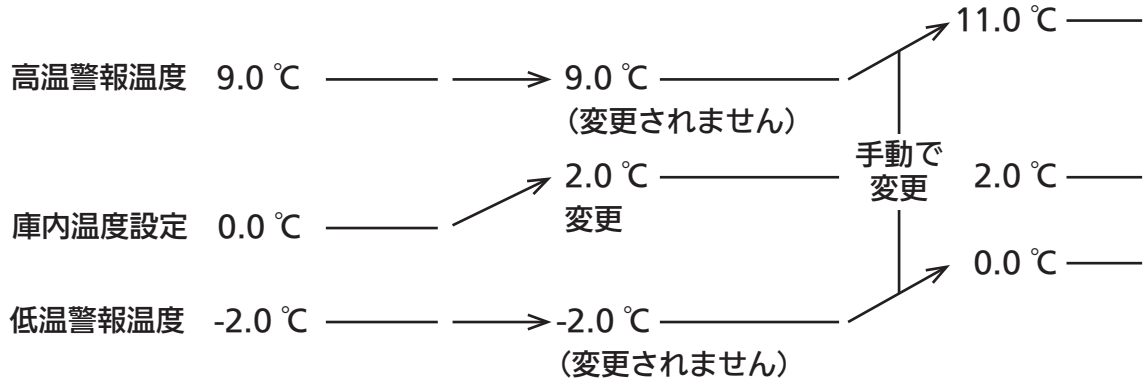 11.0 ℃
高温警報温度 9.0 ℃ 9.0 ℃
（変更されません）
手動で
変更
2.0 ℃ 2.0 ℃
変更
庫内温度設定 0.0 ℃
0.0 ℃
低温警報温度 -2.0 ℃ -2.0 ℃
（変更されません）